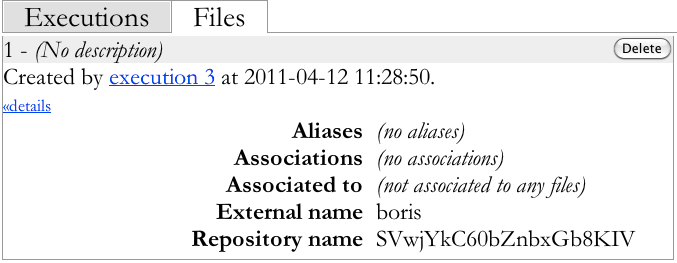 Executions Files
1 - (No description) Delete
Created by execution 3 at 2011-04-12 11:28:50.
«details
Aliases (no aliases)
Associations (no associations)
Associated to (not associated to any files)
External name boris
Repository name SVwjYkC60bZnbxGb8KIV